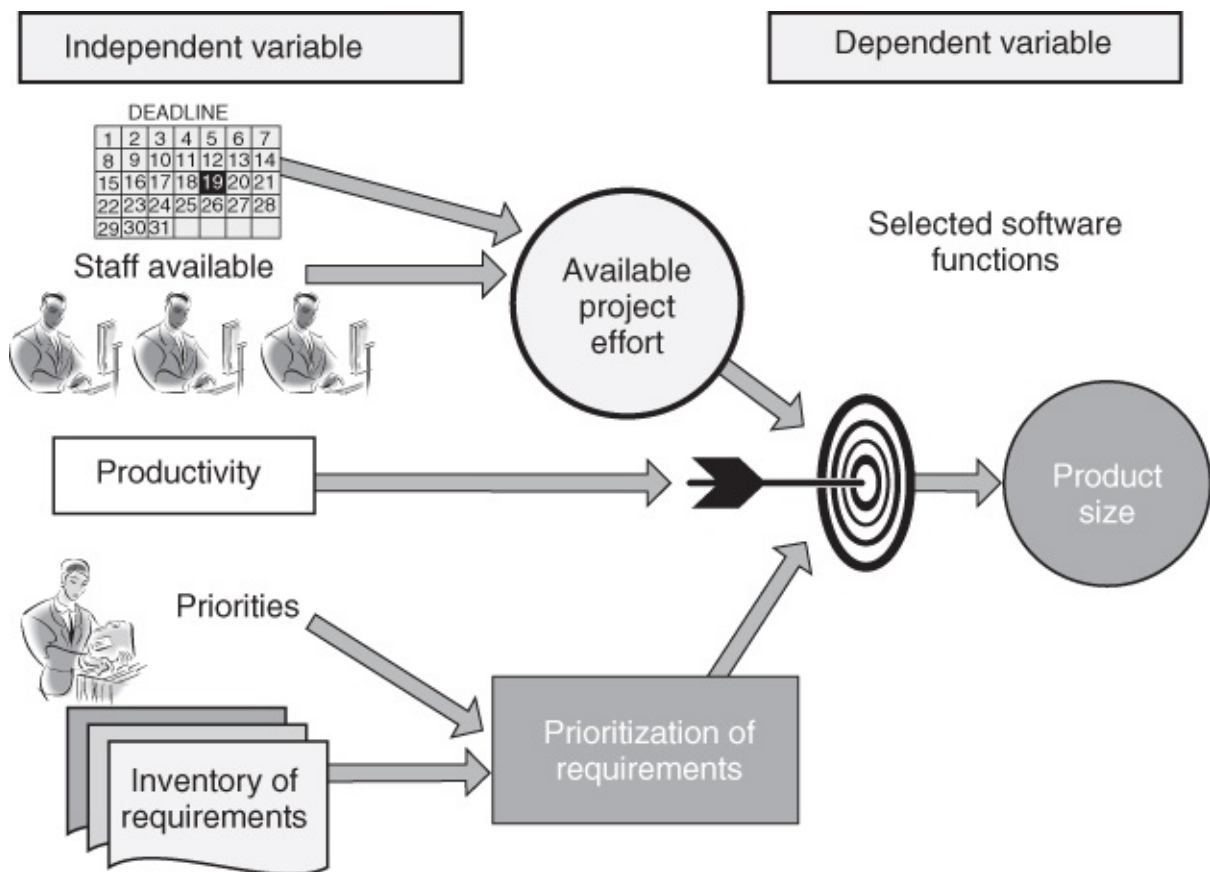 Independent variable
Dependent variable
DEADLINE
1 2 3 4 5 6 7
8 9 10 11 12 13 14
15 16 17 18 19 20 21
22 23 24 25 26 27 28
29 30 31
Staff available
Available
project
effort
Selected software
functions
Productivity
Product
size
Priorities
Prioritization of
requirements
Inventory of
requirements